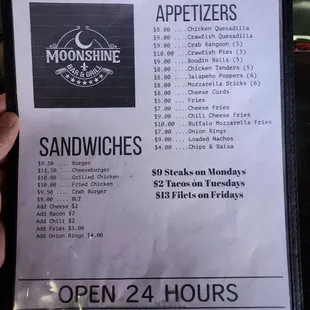 MOONSHINE
BAR & GRILL
APPETIZERS
$8.00 ....Chicken Quesadilla
$9.00 ....Crawfish Quesadilla
$9.00 ....Crab Rangoon (5)
$10.00 ....Crawfish Pies (5)
$9.00 ....Boudin Balls (5)
$8.00 ....Chicken Tenders (5)
$8.00 ....Jalapeño Poppers (6)
$8.00 ....Mozzarella Sticks (6)
$8.00 ....Cheese Curds
$5.00 ....Fries
$7.00 ....Cheese Fries
$9.00 ....Chili Cheese Fries
$10.00 ....Buffalo Mozzarella Fries
$7.00 ....Onion Rings
$9.00 ....Loaded Nachos
$4.00 ....Chips & Salsa
SANDWICHES
$9.50 .... Burger
$11.50 ....Cheeseburger
$10.00 ....Grilled Chicken
$10.00 ....Fried Chicken
$9.50 .... Crab Burger
$9.00 .... BLT
Add Cheese $2
Add Bacon $2
Add Chili $2
Add Fries $3.00
Add Onion Rings $4.00
$9 Steaks on Mondays
$2 Tacos on Tuesdays
$13 Filets on Fridays
OPEN 24 HOURS